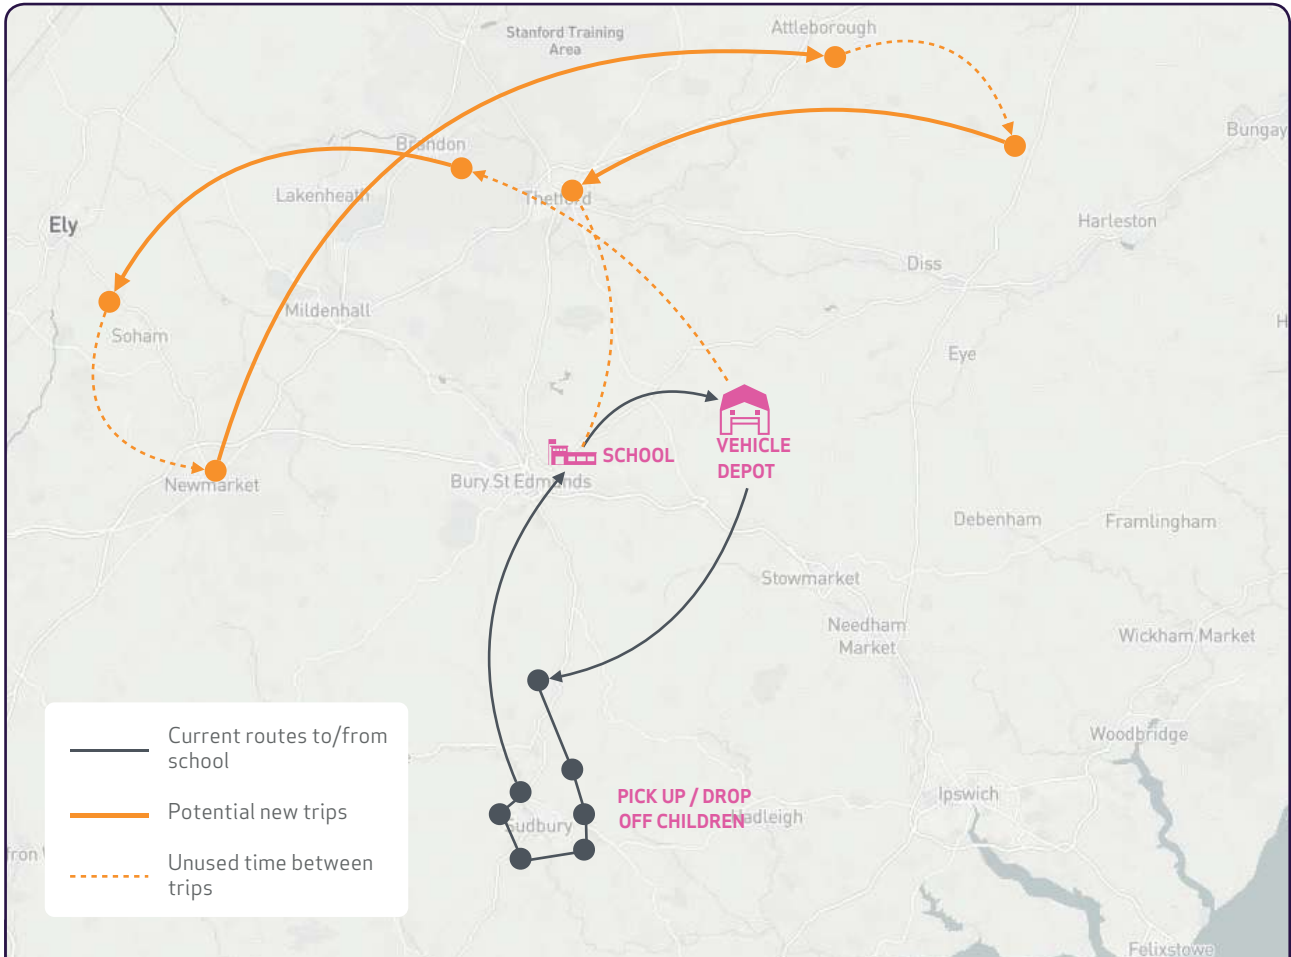 Stanford Training
Area
Attleborough
Bungay
Brandon
Lakenheath
Thetford
Ely
Harleston
Diss
Mildenhall
H
Soham
Eye
SCHOOL
VEHICLE
DEPOT
Newmarket
Bury St Edmunds
Debenham
Framlingham
Stowmarket
Needham
Market
Wickham Market
Current routes to/from
school
Woodbridge
PICK UP / DROP
OFF CHILDREN
Ipswich
Potential new trips
Sudbury
Hadleigh
Unused time between
trips
Felixstowe